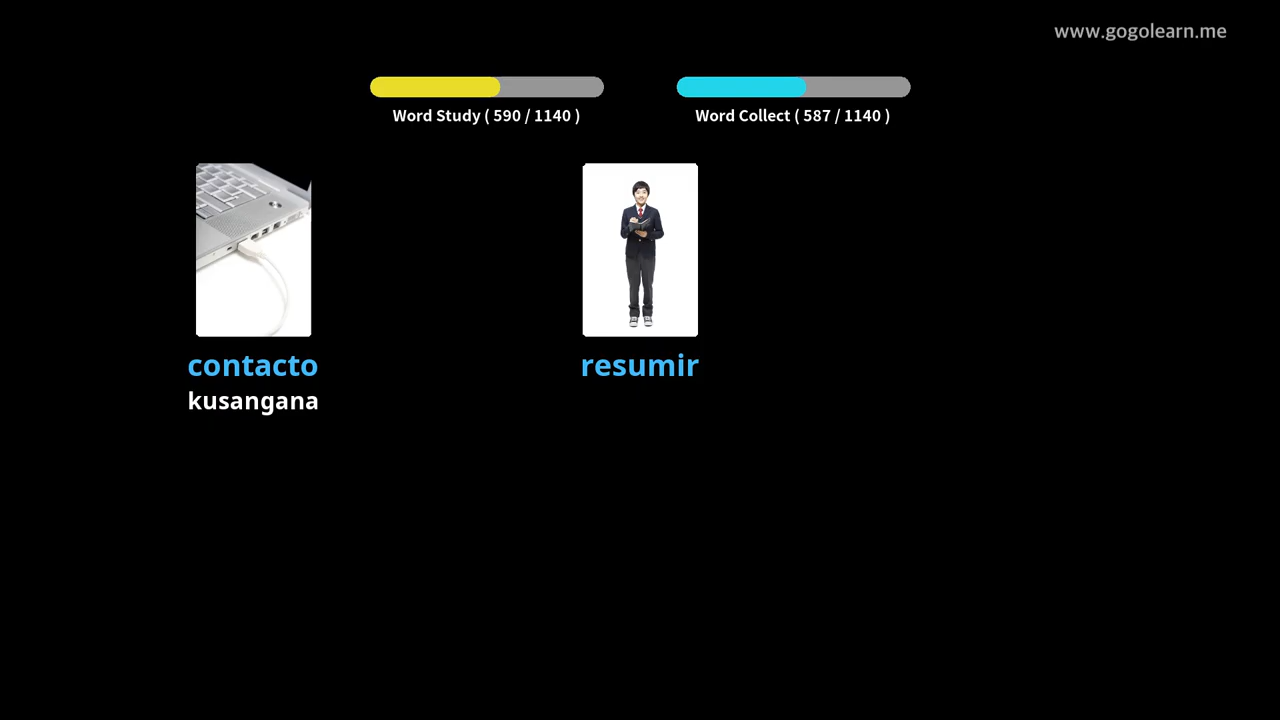 www.gogolearn.me
Word Study ( 590 / 1140 )
Word Collect ( 587 / 1140 )
contacto
kusangana
resumir